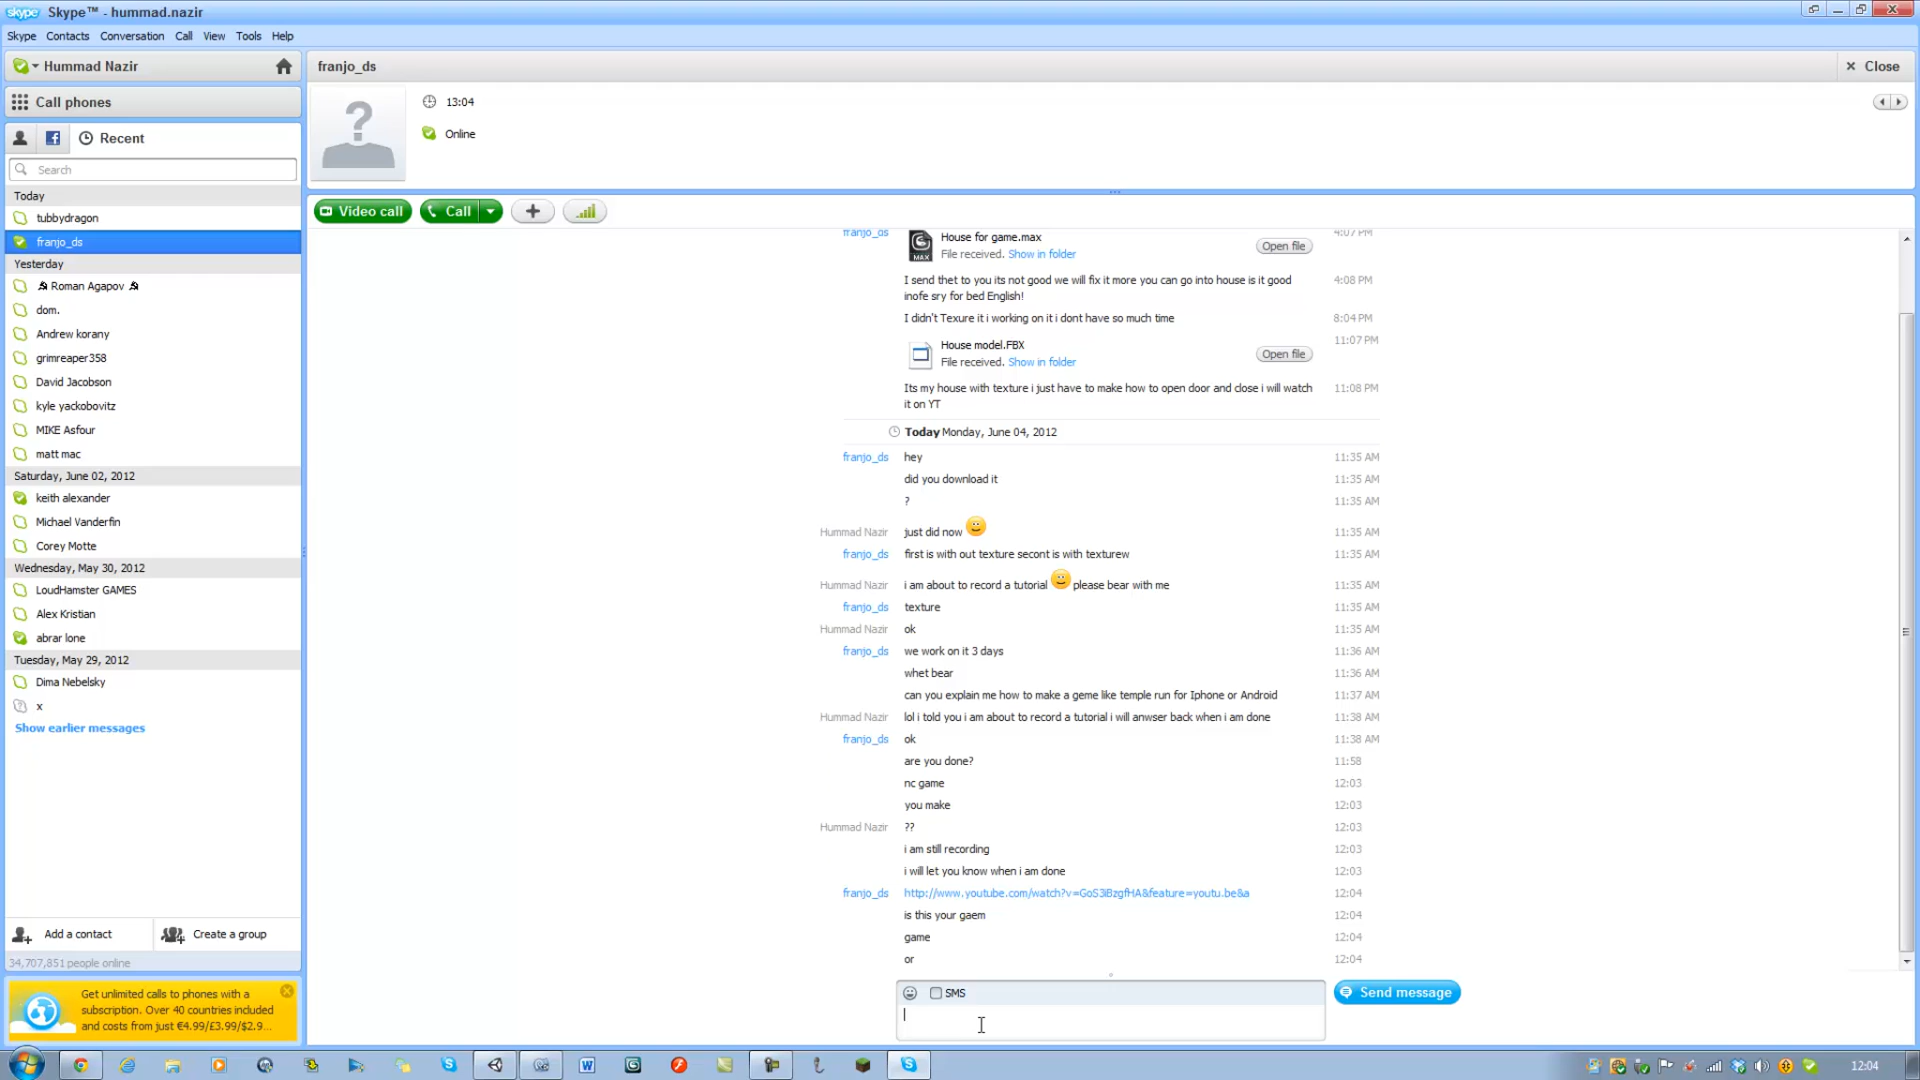 skype Skype™ - hummad.nazir
Skype Contacts Conversation Call View Tools Help
Hummad Nazir
Call phones
Recent
Search
Today
tubbydragon
franjo_ds
Yesterday
Roman Agapov
dom.
Andrew korany
grimreaper358
David Jacobson
kyle yackobovitz
MIKE Asfour
matt mac
Saturday, June 02, 2012
keith alexander
Michael Vanderfin
Corey Motte
Wednesday, May 30, 2012
LoudHamster GAMES
Alex Kristian
abrar lone
Tuesday, May 29, 2012
Dima Nebelsky
x
Show earlier messages
Add a contact Create a group
34,707,851 people online
Get unlimited calls to phones with a
subscription. Over 40 countries included
and costs from just €4.99/£3.99/$2.9...
franjo_ds
Close
13:04
Online
Video call Call
franjo_ds House for game.max Open file 4:07 PM
MAX
File received. Show in folder
I send thet to you its not good we will fix it more you can go into house is it good 4:08 PM
inofe sry for bed English!
I didn't Texure it i working on it i dont have so much time 8:04 PM
House model.FBX Open file 11:07 PM
File received. Show in folder
Its my house with texture i just have to make how to open door and close i will watch 11:08 PM
it on YT
Today Monday, June 04, 2012
franjo_ds hey 11:35 AM
did you download it 11:35 AM
? 11:35 AM
Hummad Nazir just did now 11:35 AM
franjo_ds first is with out texture secont is with texturew 11:35 AM
Hummad Nazir i am about to record a tutorial please bear with me 11:35 AM
franjo_ds texture 11:35 AM
Hummad Nazir ok 11:35 AM
franjo_ds we work on it 3 days 11:36 AM
whet bear 11:36 AM
can you explain me how to make a geme like temple run for Iphone or Android 11:37 AM
Hummad Nazir lol i told you i am about to record a tutorial i will anwser back when i am done 11:38 AM
franjo_ds ok 11:38 AM
are you done? 11:58
nc game 12:03
you make 12:03
Hummad Nazir ?? 12:03
i am still recording 12:03
i will let you know when i am done 12:03
franjo_ds http://www.youtube.com/watch?v=GoS3iBzgfHA&feature=youtu.be&a 12:04
is this your gaem 12:04
game 12:04
or 12:04
SMS
Send message
12:04